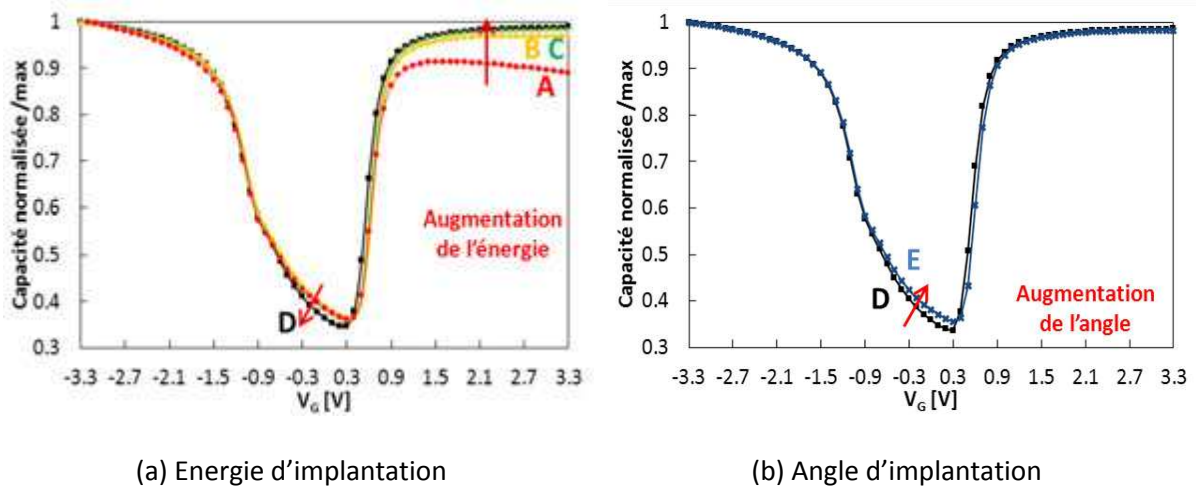 Capacité normalisée /max
1
0.9
0.8
0.7
0.6
0.5
0.4
0.3
B C
A
D
Augmentation
de l'énergie
-3.3 -2.7 -2.1 -1.5 -0.9 -0.3 0.3 0.9 1.5 2.1 2.7 3.3
VG [V]
(a) Energie d'implantation
Capacité normalisée /max
1
0.9
0.8
0.7
0.6
0.5
0.4
0.3
E
D
Augmentation
de l'angle
-3.3 -2.7 -2.1 -1.5 -0.9 -0.3 0.3 0.9 1.5 2.1 2.7 3.3
VG [V]
(b) Angle d'implantation